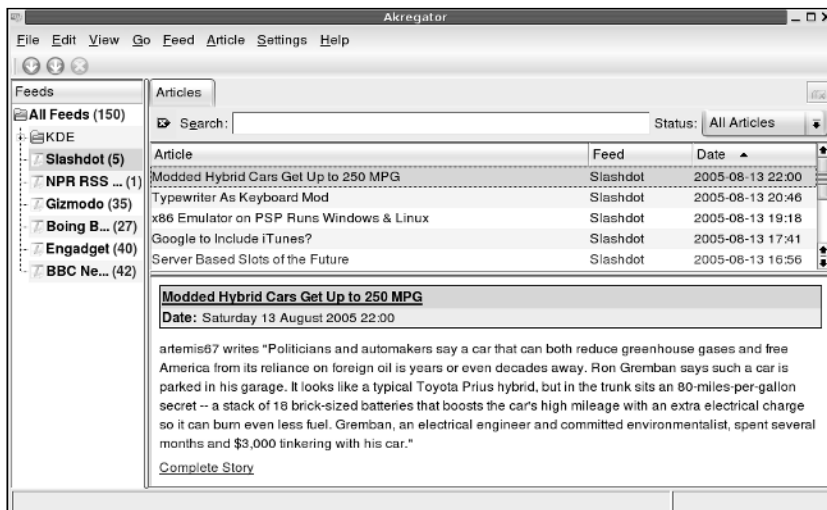 Akregator
File Edit View Go Feed Article Settings Help
Feeds
All Feeds (150)
KDE
Slashdot (5)
NPR RSS ... (1)
Gizmodo (35)
Boing B... (27)
Engadget (40)
BBC Ne... (42)
Articles
Search: Status: All Articles
Article Feed Date
Modded Hybrid Cars Get Up to 250 MPG Slashdot 2005-08-13 22:00
Typewriter As Keyboard Mod Slashdot 2005-08-13 20:46
x86 Emulator on PSP Runs Windows & Linux Slashdot 2005-08-13 19:18
Google to Include iTunes? Slashdot 2005-08-13 17:41
Server Based Slots of the Future Slashdot 2005-08-13 16:56
Modded Hybrid Cars Get Up to 250 MPG
Date: Saturday 13 August 2005 22:00
artemis67 writes "Politicians and automakers say a car that can both reduce greenhouse gases and free
America from its reliance on foreign oil is years or even decades away. Ron Gremban says such a car is
parked in his garage. It looks like a typical Toyota Prius hybrid, but in the trunk sits an 80-miles-per-gallon
secret -- a stack of 18 brick-sized batteries that boosts the car's high mileage with an extra electrical charge
so it can burn even less fuel. Gremban, an electrical engineer and committed environmentalist, spent several
months and $3,000 tinkering with his car."
Complete Story